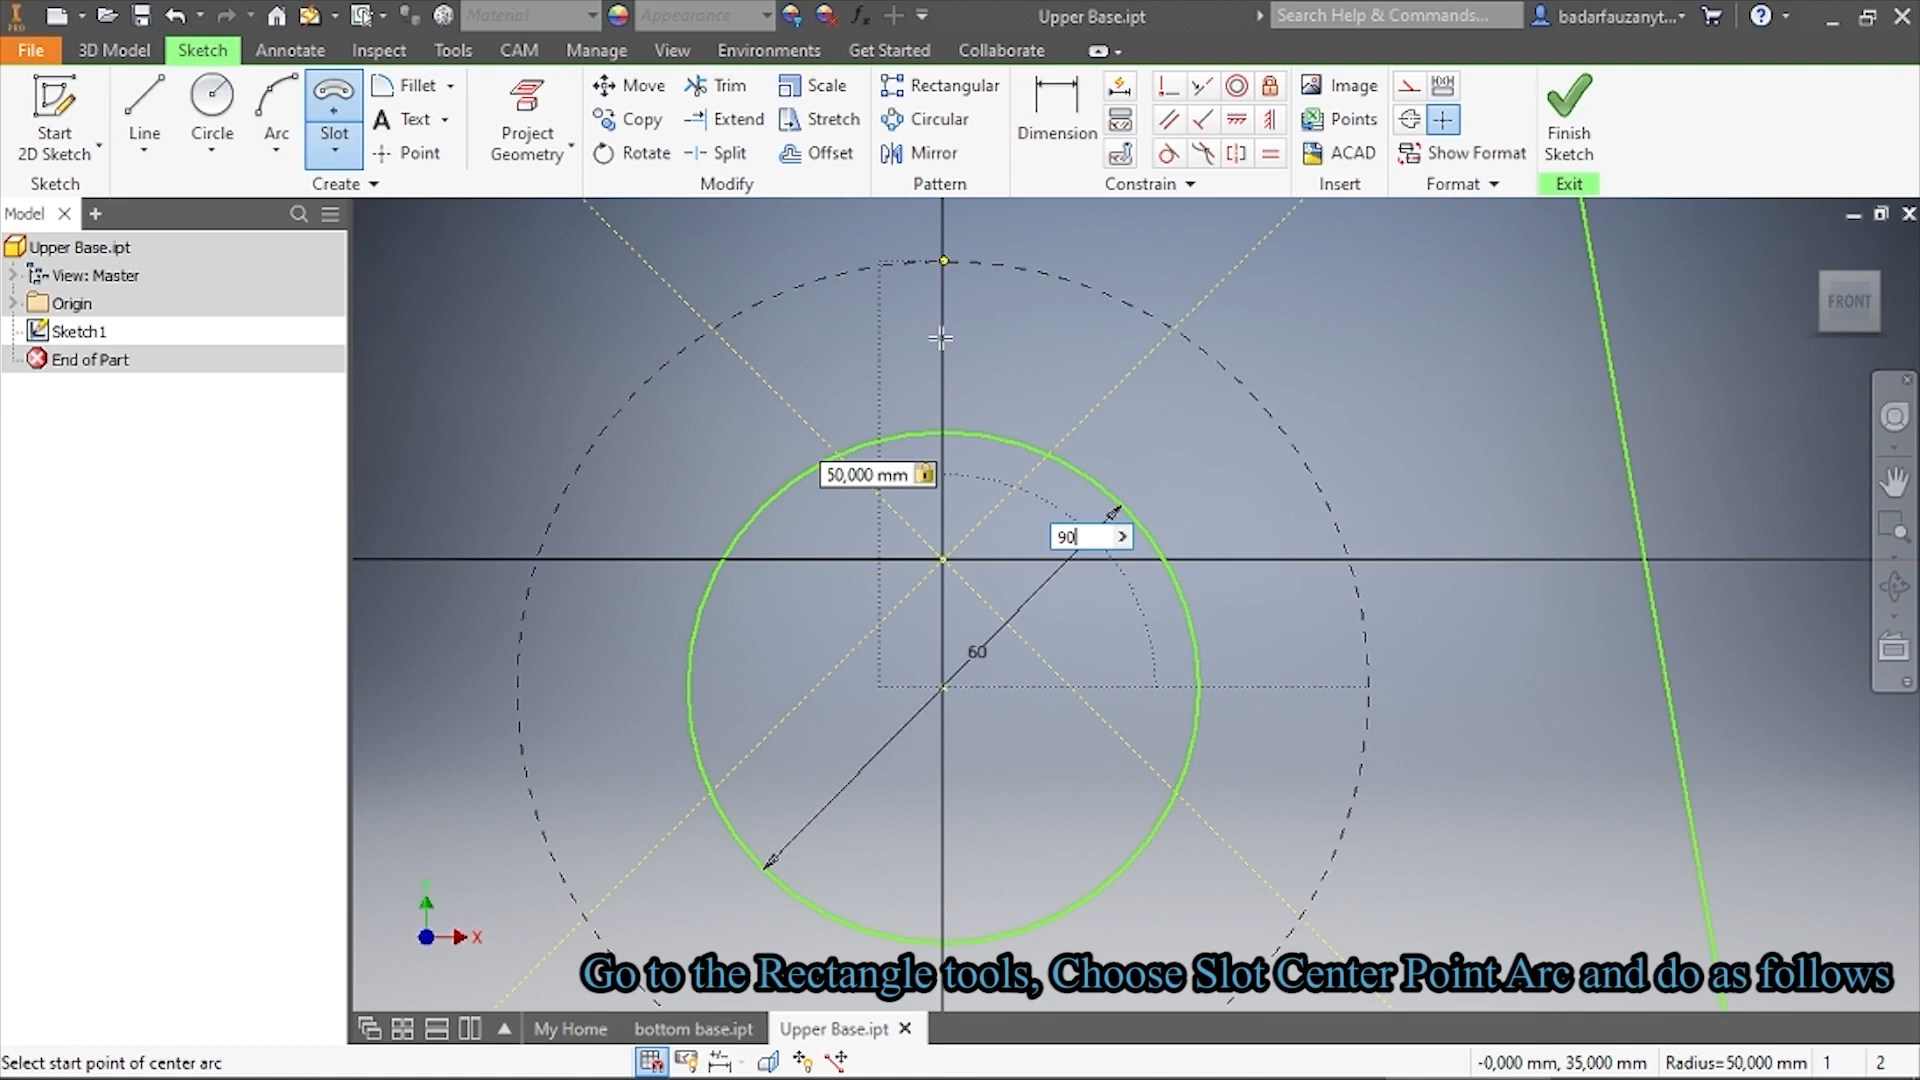 PRO
Material
Appearance
Upper Base.ipt
Search Help & Commands...
badarfauzanyt...
File
3D Model
Sketch
Annotate
Inspect
Tools
CAM
Manage
View
Environments
Get Started
Collaborate
Start
2D Sketch
Line
Circle
Arc
Slot
Fillet
Text
Point
Project
Geometry
Move
Trim
Scale
Copy
Extend
Stretch
Rotate
Split
Offset
Rectangular
Circular
Mirror
Dimension
Image
Points
ACAD
Show Format
Finish
Sketch
Sketch
Create
Modify
Pattern
Constrain
Insert
Format
Exit
Model
Upper Base.ipt
View: Master
Origin
Sketch1
End of Part
FRONT
50,000 mm
90
60
Y
X
Go to the Rectangle tools, Choose Slot Center Point Arc and do as follows
My Home
bottom base.ipt
Upper Base.ipt
Select start point of center arc
-0,000 mm, 35,000 mm
Radius=50,000 mm
1
2